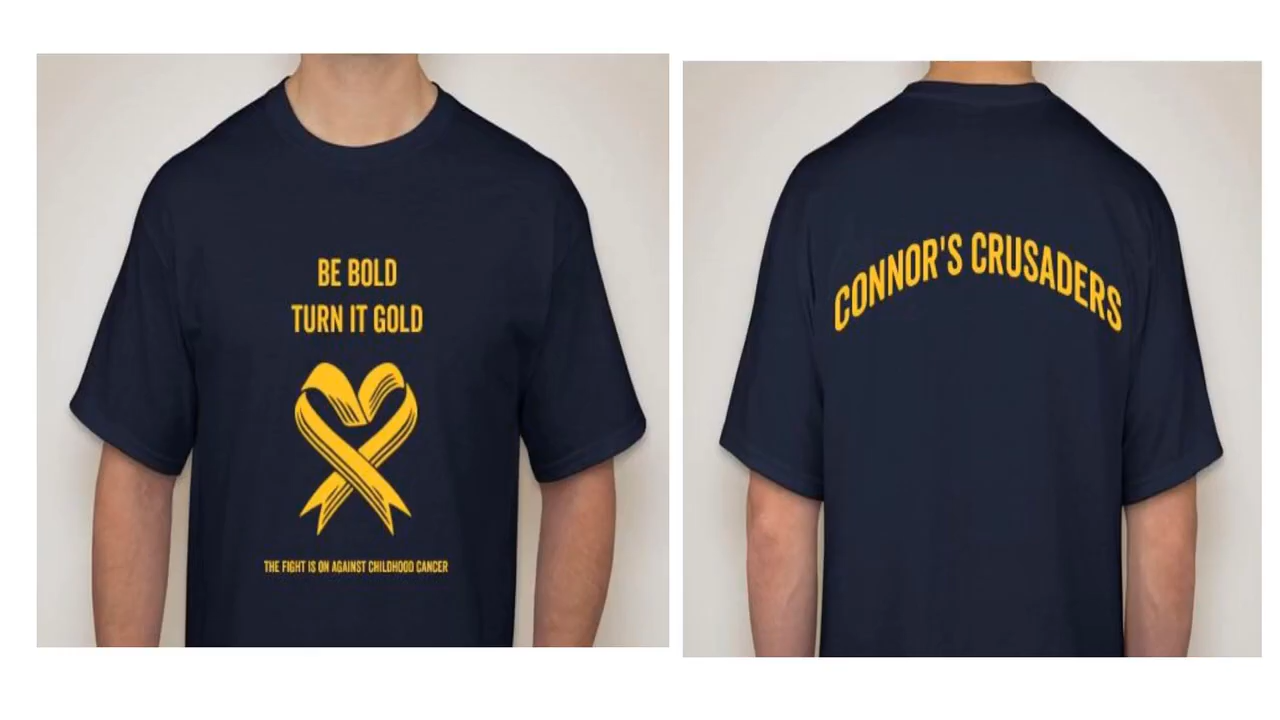 BE BOLD
TURN IT GOLD
THE FIGHT IS ON AGAINST CHILDHOOD CANCER
CONNOR'S CRUSADERS